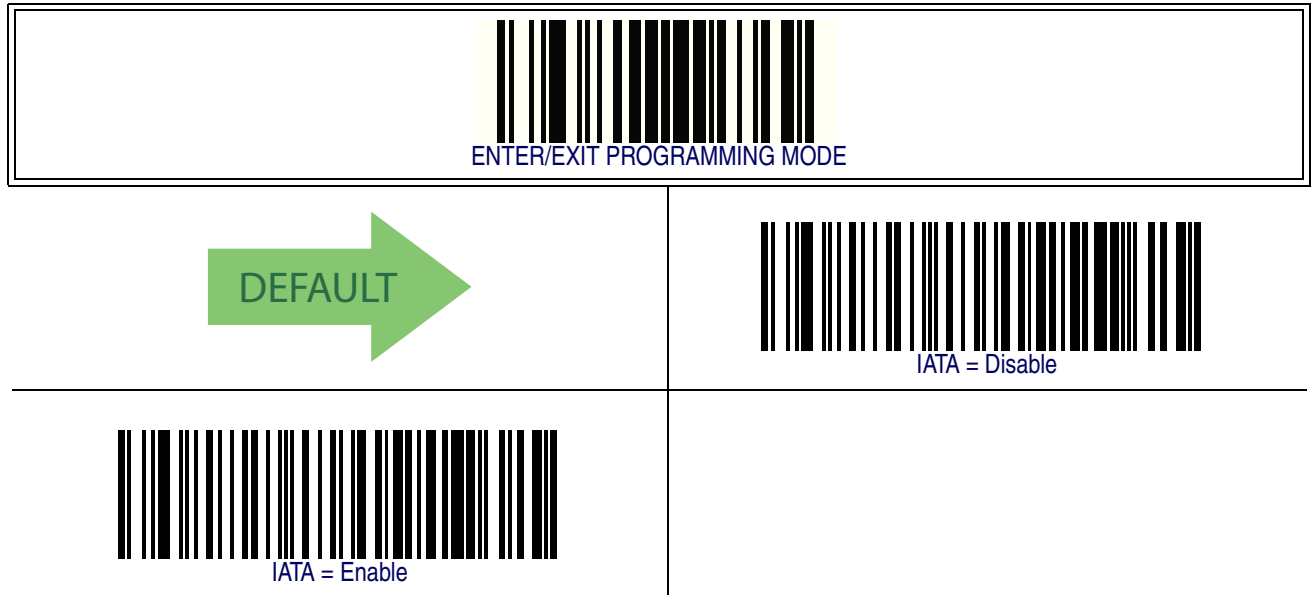 ENTER/EXIT PROGRAMMING MODE
DEFAULT
IATA = Disable
IATA = Enable